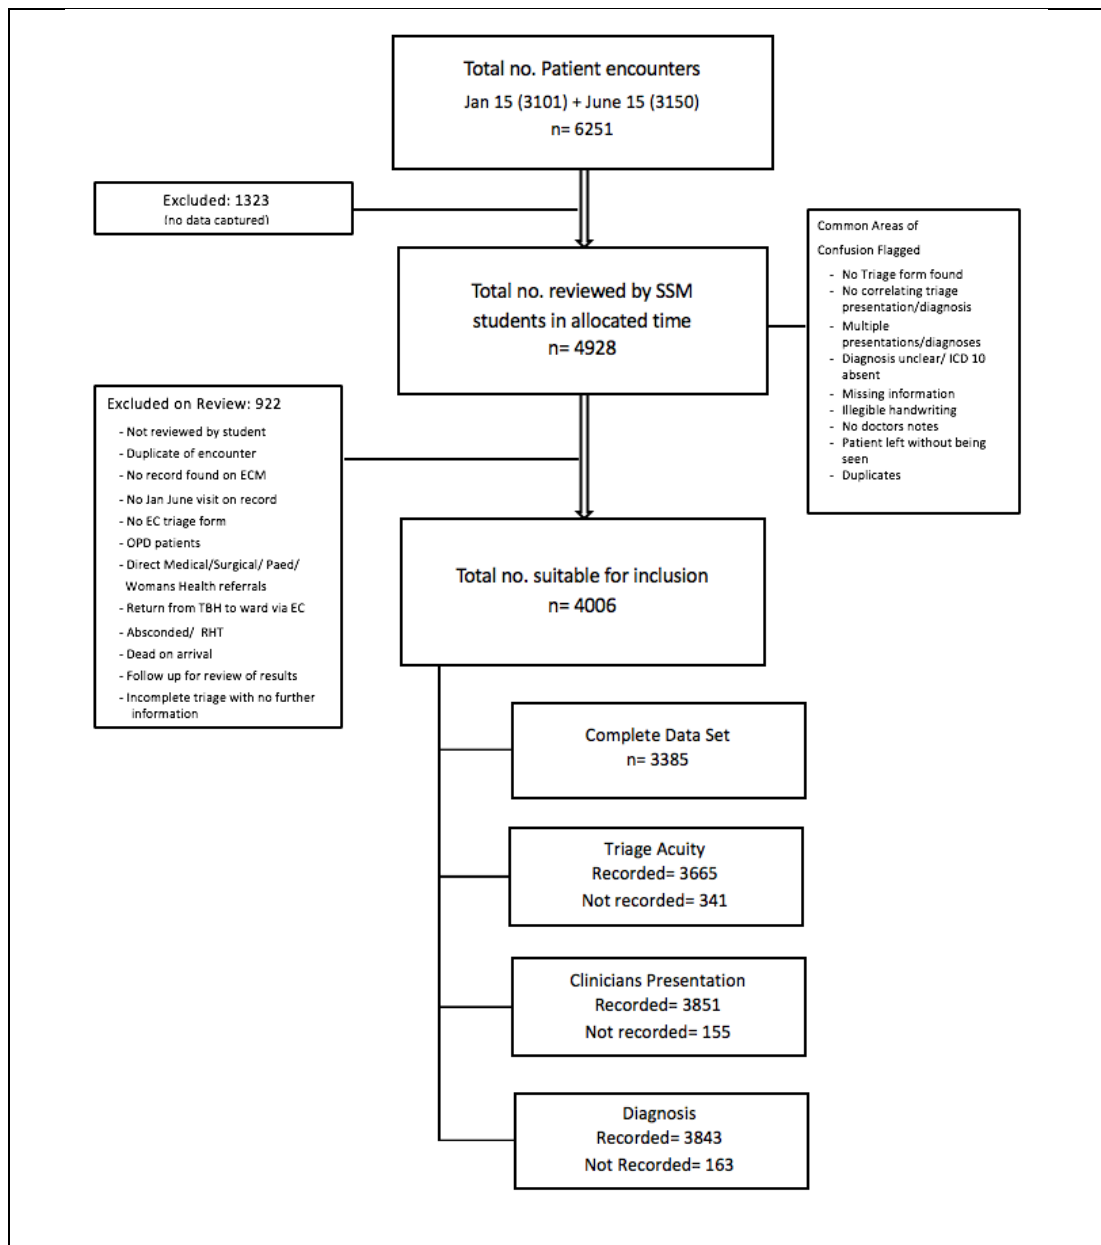 Total no. Patient encounters
Jan 15 (3101) + June 15 (3150)
n= 6251
Excluded: 1323
(no data captured)
Common Areas of
Confusion Flagged
- No Triage form found
- No correlating triage
presentation/diagnosis
- Multiple
presentations/diagnoses
- Diagnosis unclear/ ICD 10
absent
- Missing information
- Illegible handwriting
- No doctors notes
- Patient left without being
seen
- Duplicates
Total no. reviewed by SSM
students in allocated time
n= 4928
Excluded on Review: 922
- Not reviewed by student
- Duplicate of encounter
- No record found on ECM
- No Jan June visit on record
- No EC triage form
- OPD patients
- Direct Medical/Surgical/ Paed/
Womans Health referrals
- Return from TBH to ward via EC
- Absconded/ RHT
- Dead on arrival
- Follow up for review of results
- Incomplete triage with no further
information
Total no. suitable for inclusion
n= 4006
Complete Data Set
n= 3385
Triage Acuity
Recorded= 3665
Not recorded= 341
Clinicians Presentation
Recorded= 3851
Not recorded= 155
Diagnosis
Recorded= 3843
Not Recorded= 163